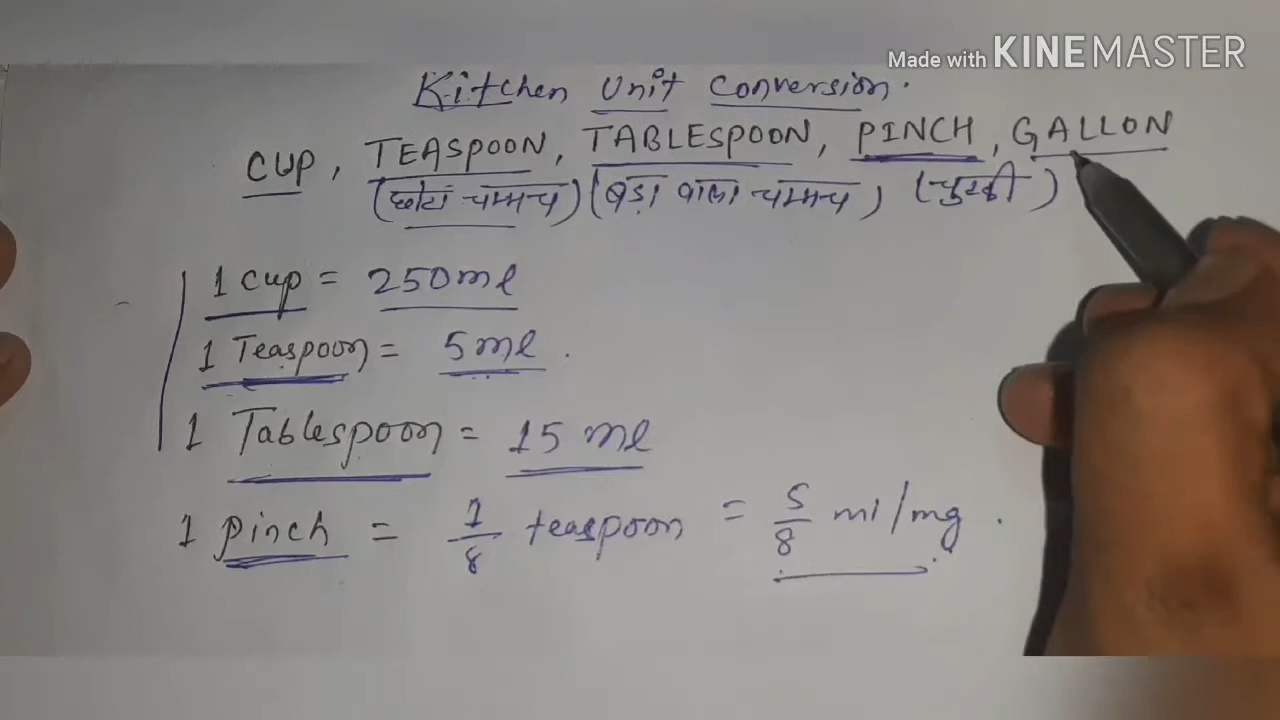 Made with KINEMASTER
Kitchen Unit Conversion.
CUP, TEASPOON, TABLESPOON, PINCH, GALLON
(छोटा चम्मच) (बड़ा वाला चम्मच) (चुटकी)
1 Cup = 250ml
1 Teaspoon = 5ml.
1 Tablespoon = 15 ml
1 pinch = 1/8 teaspoon = 5/8 ml/mg.